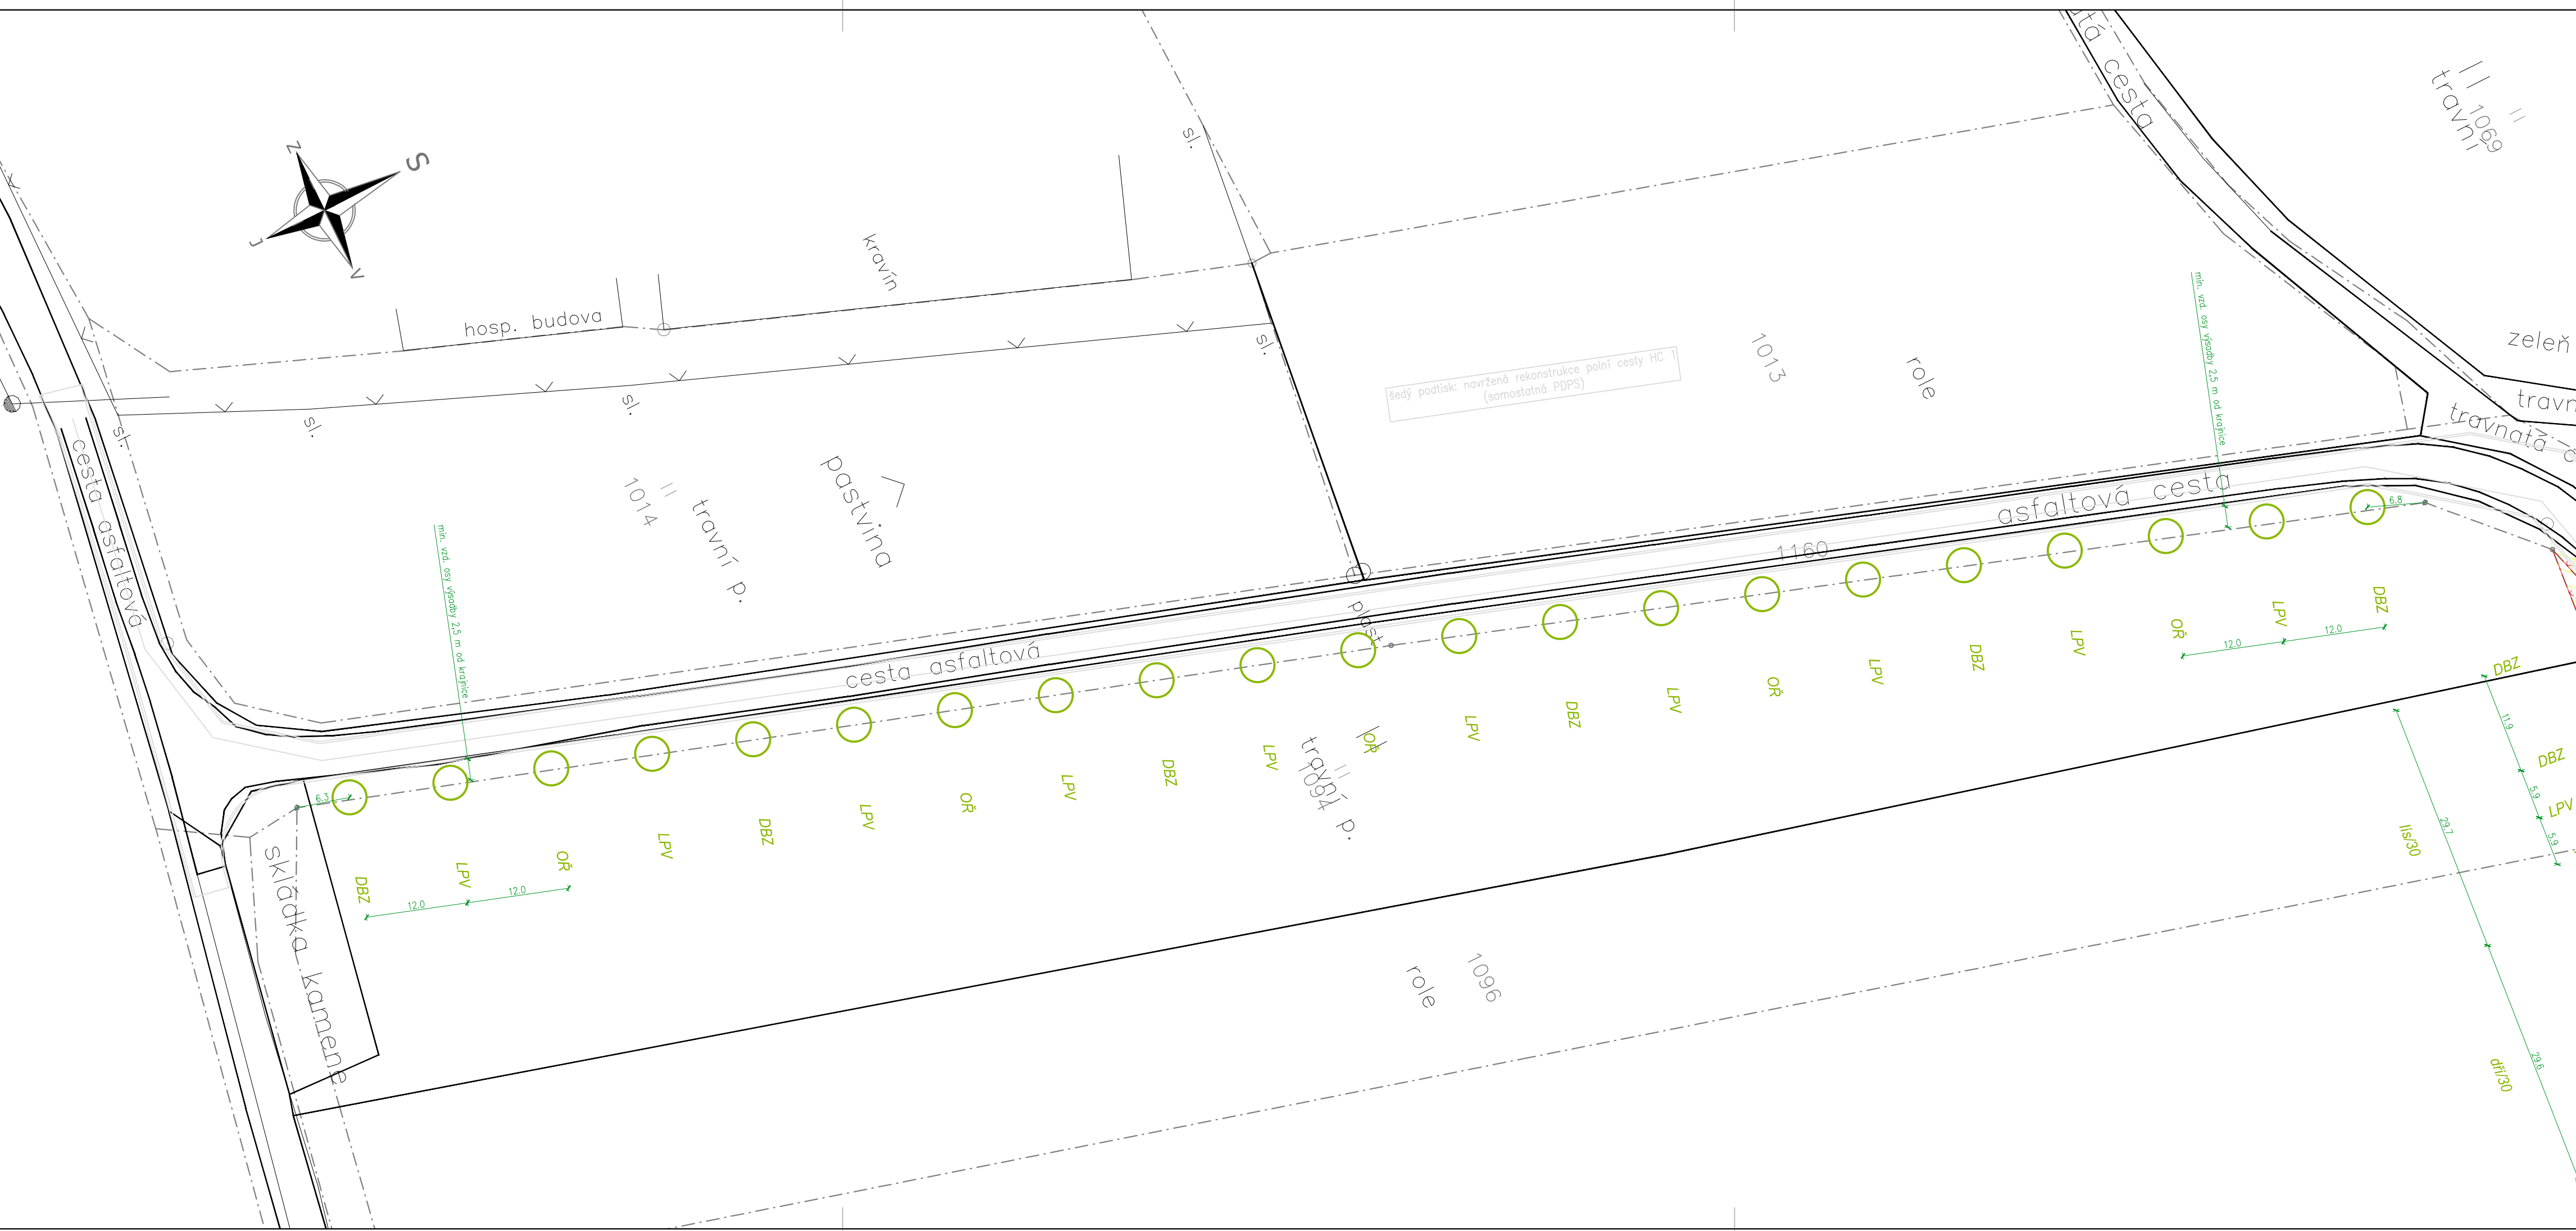 S
Z
J
V
kravín
hosp. budova
sl.
sl.
sl.
sl.
sl.
cesta asfaltová
1014
travní p.
pastvina
min. vzd. osy výsadby 2,5 m od krajnice
šedý podtisk: navržená rekonstrukce polní cesty HC 1
(samostatná PDPS)
1013
role
min. vzd. osy výsadby 2,5 m od krajnice
cesta
travní
1069
zeleň
travn
travnatá c
asfaltová cesta
1160
cesta asfaltová
plast.
6.8
6.3
DBZ
LPV
OŘ
LPV
DBZ
LPV
OŘ
LPV
DBZ
LPV
OŘ
LPV
DBZ
LPV
OŘ
LPV
DBZ
LPV
OŘ
LPV
DBZ
12.0
12.0
12.0
12.0
travní p.
1094
skládka kamene
role
1096
DBZ
11.9
DBZ
5.9
LPV
5.9
lis/30
29.7
dři/30
29.6